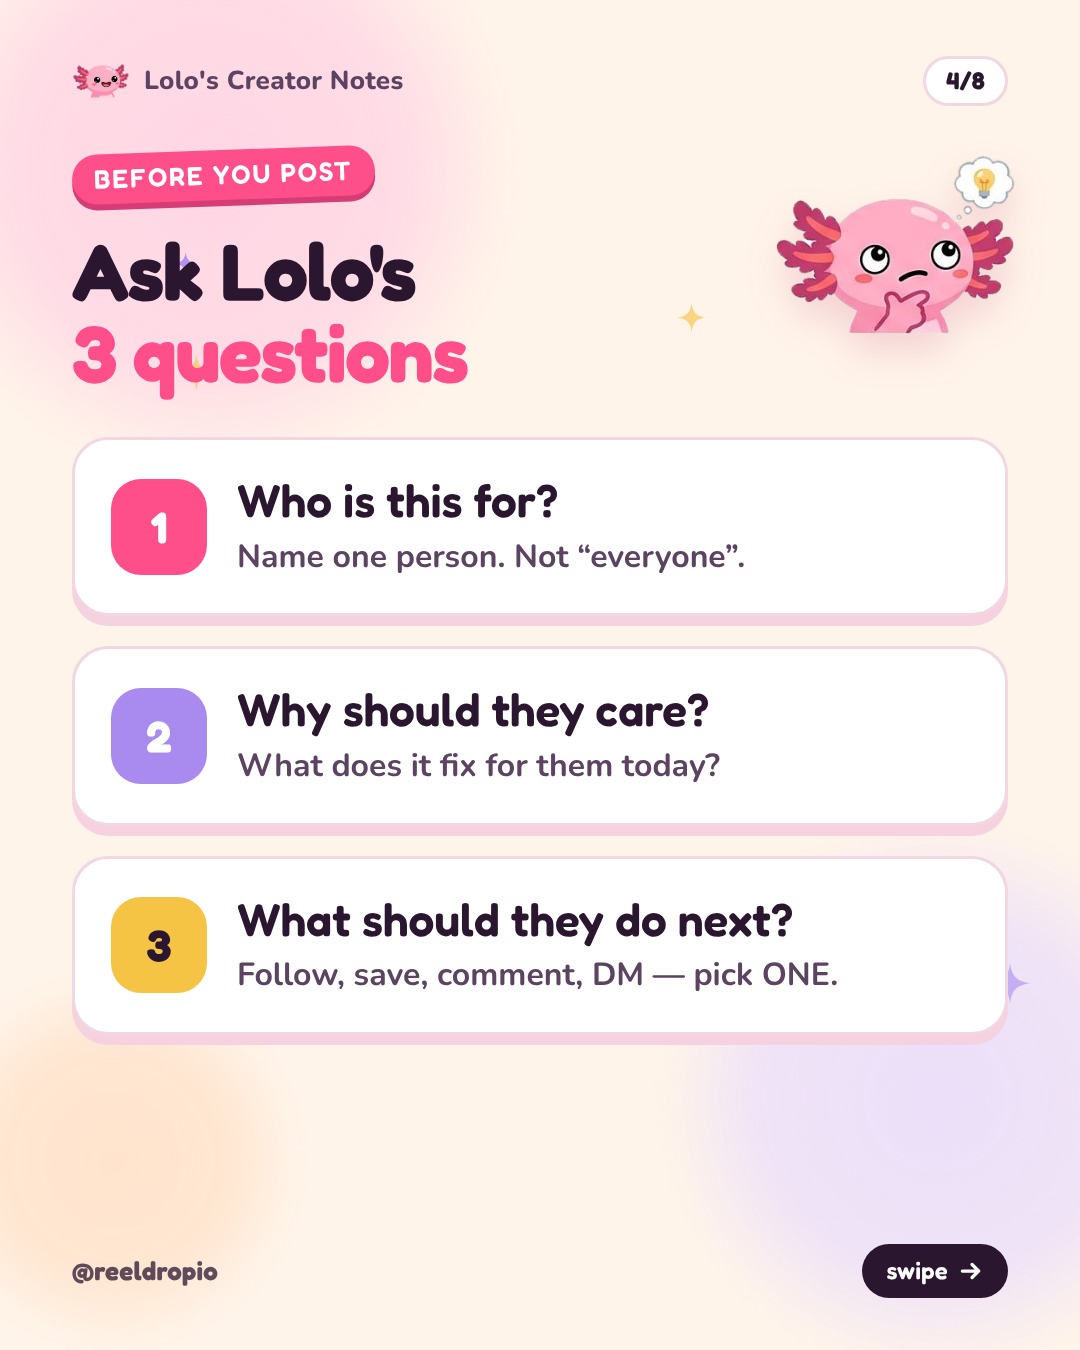 Lolo's Creator Notes
4/8
BEFORE YOU POST
Ask Lolo's
3 questions
1
Who is this for?
Name one person. Not “everyone”.
2
Why should they care?
What does it fix for them today?
3
What should they do next?
Follow, save, comment, DM — pick ONE.
@reeldropio
swipe →